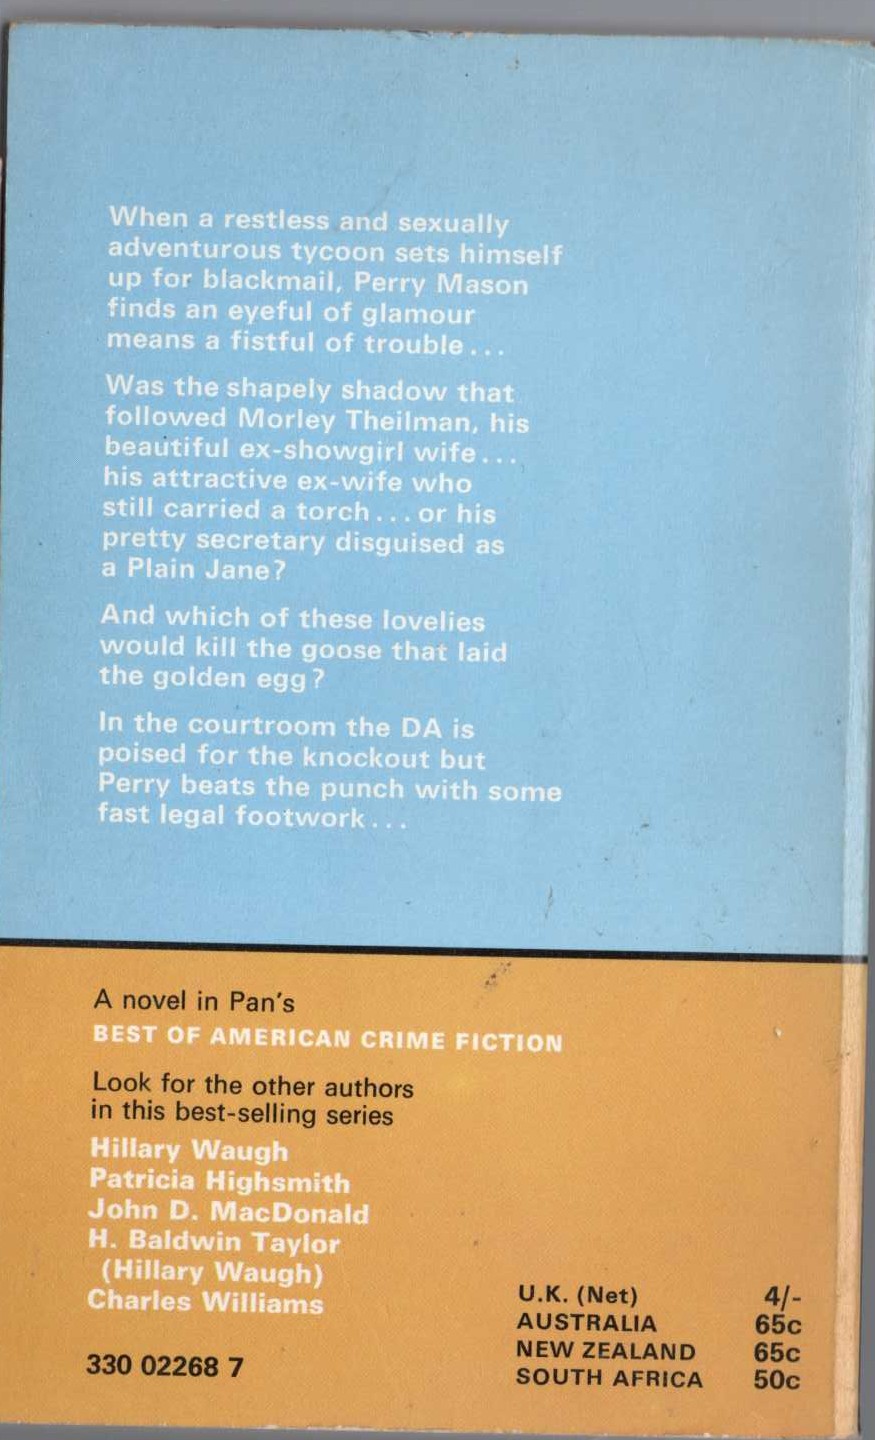 When a restless and sexually
adventurous tycoon sets himself
up for blackmail, Perry Mason
finds an eyeful of glamour
means a fistful of trouble...
Was the shapely shadow that
followed Morley Theilman, his
beautiful ex-showgirl wife...
his attractive ex-wife who
still carried a torch...or his
pretty secretary disguised as
a Plain Jane?
And which of these lovelies
would kill the goose that laid
the golden egg?
In the courtroom the DA is
poised for the knockout but
Perry beats the punch with some
fast legal footwork...
A novel in Pan's
BEST OF AMERICAN CRIME FICTION
Look for the other authors
in this best-selling series
Hillary Waugh
Patricia Highsmith
John D. MacDonald
H. Baldwin Taylor
(Hillary Waugh)
Charles Williams
330 02268 7
U.K. (Net) 4/-
AUSTRALIA 65c
NEW ZEALAND 65c
SOUTH AFRICA 50c